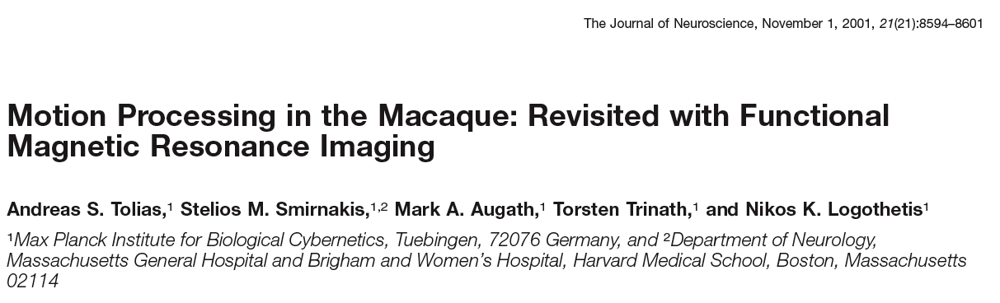 The Journal of Neuroscience, November 1, 2001, 21(21):8594–8601
Motion Processing in the Macaque: Revisited with Functional
Magnetic Resonance Imaging
Andreas S. Tolias,¹ Stelios M. Smirnakis,¹,² Mark A. Augath,¹ Torsten Trinath,¹ and Nikos K. Logothetis¹
¹Max Planck Institute for Biological Cybernetics, Tuebingen, 72076 Germany, and ²Department of Neurology,
Massachusetts General Hospital and Brigham and Women’s Hospital, Harvard Medical School, Boston, Massachusetts
02114